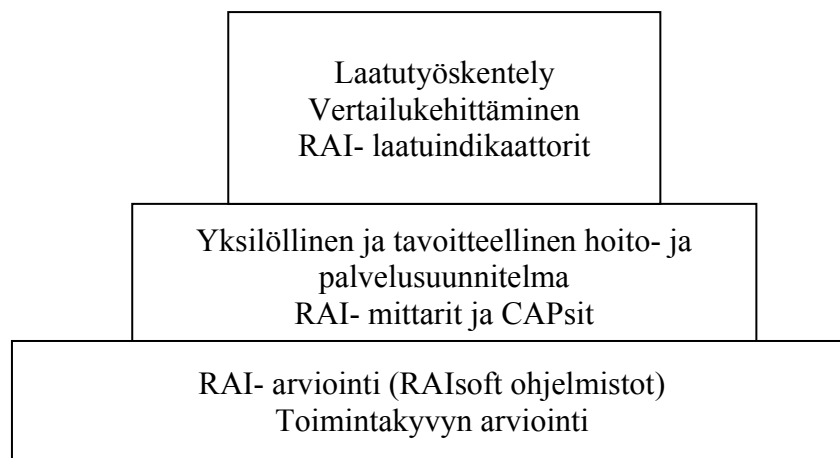 Laatutyöskentely
Vertailukehittäminen
RAI- laatuindikaattorit
Yksilöllinen ja tavoitteellinen hoito- ja
palvelusuunnitelma
RAI- mittarit ja CAPsit
RAI- arviointi (RAIsoft ohjelmistot)
Toimintakyvyn arviointi